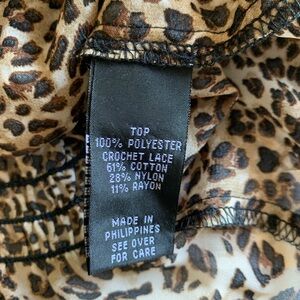 TOP
100% POLYESTER
CROCHET LACE
61% COTTON
28% NYLON
11% RAYON
MADE IN
PHILIPPINES
SEE OVER
FOR CARE